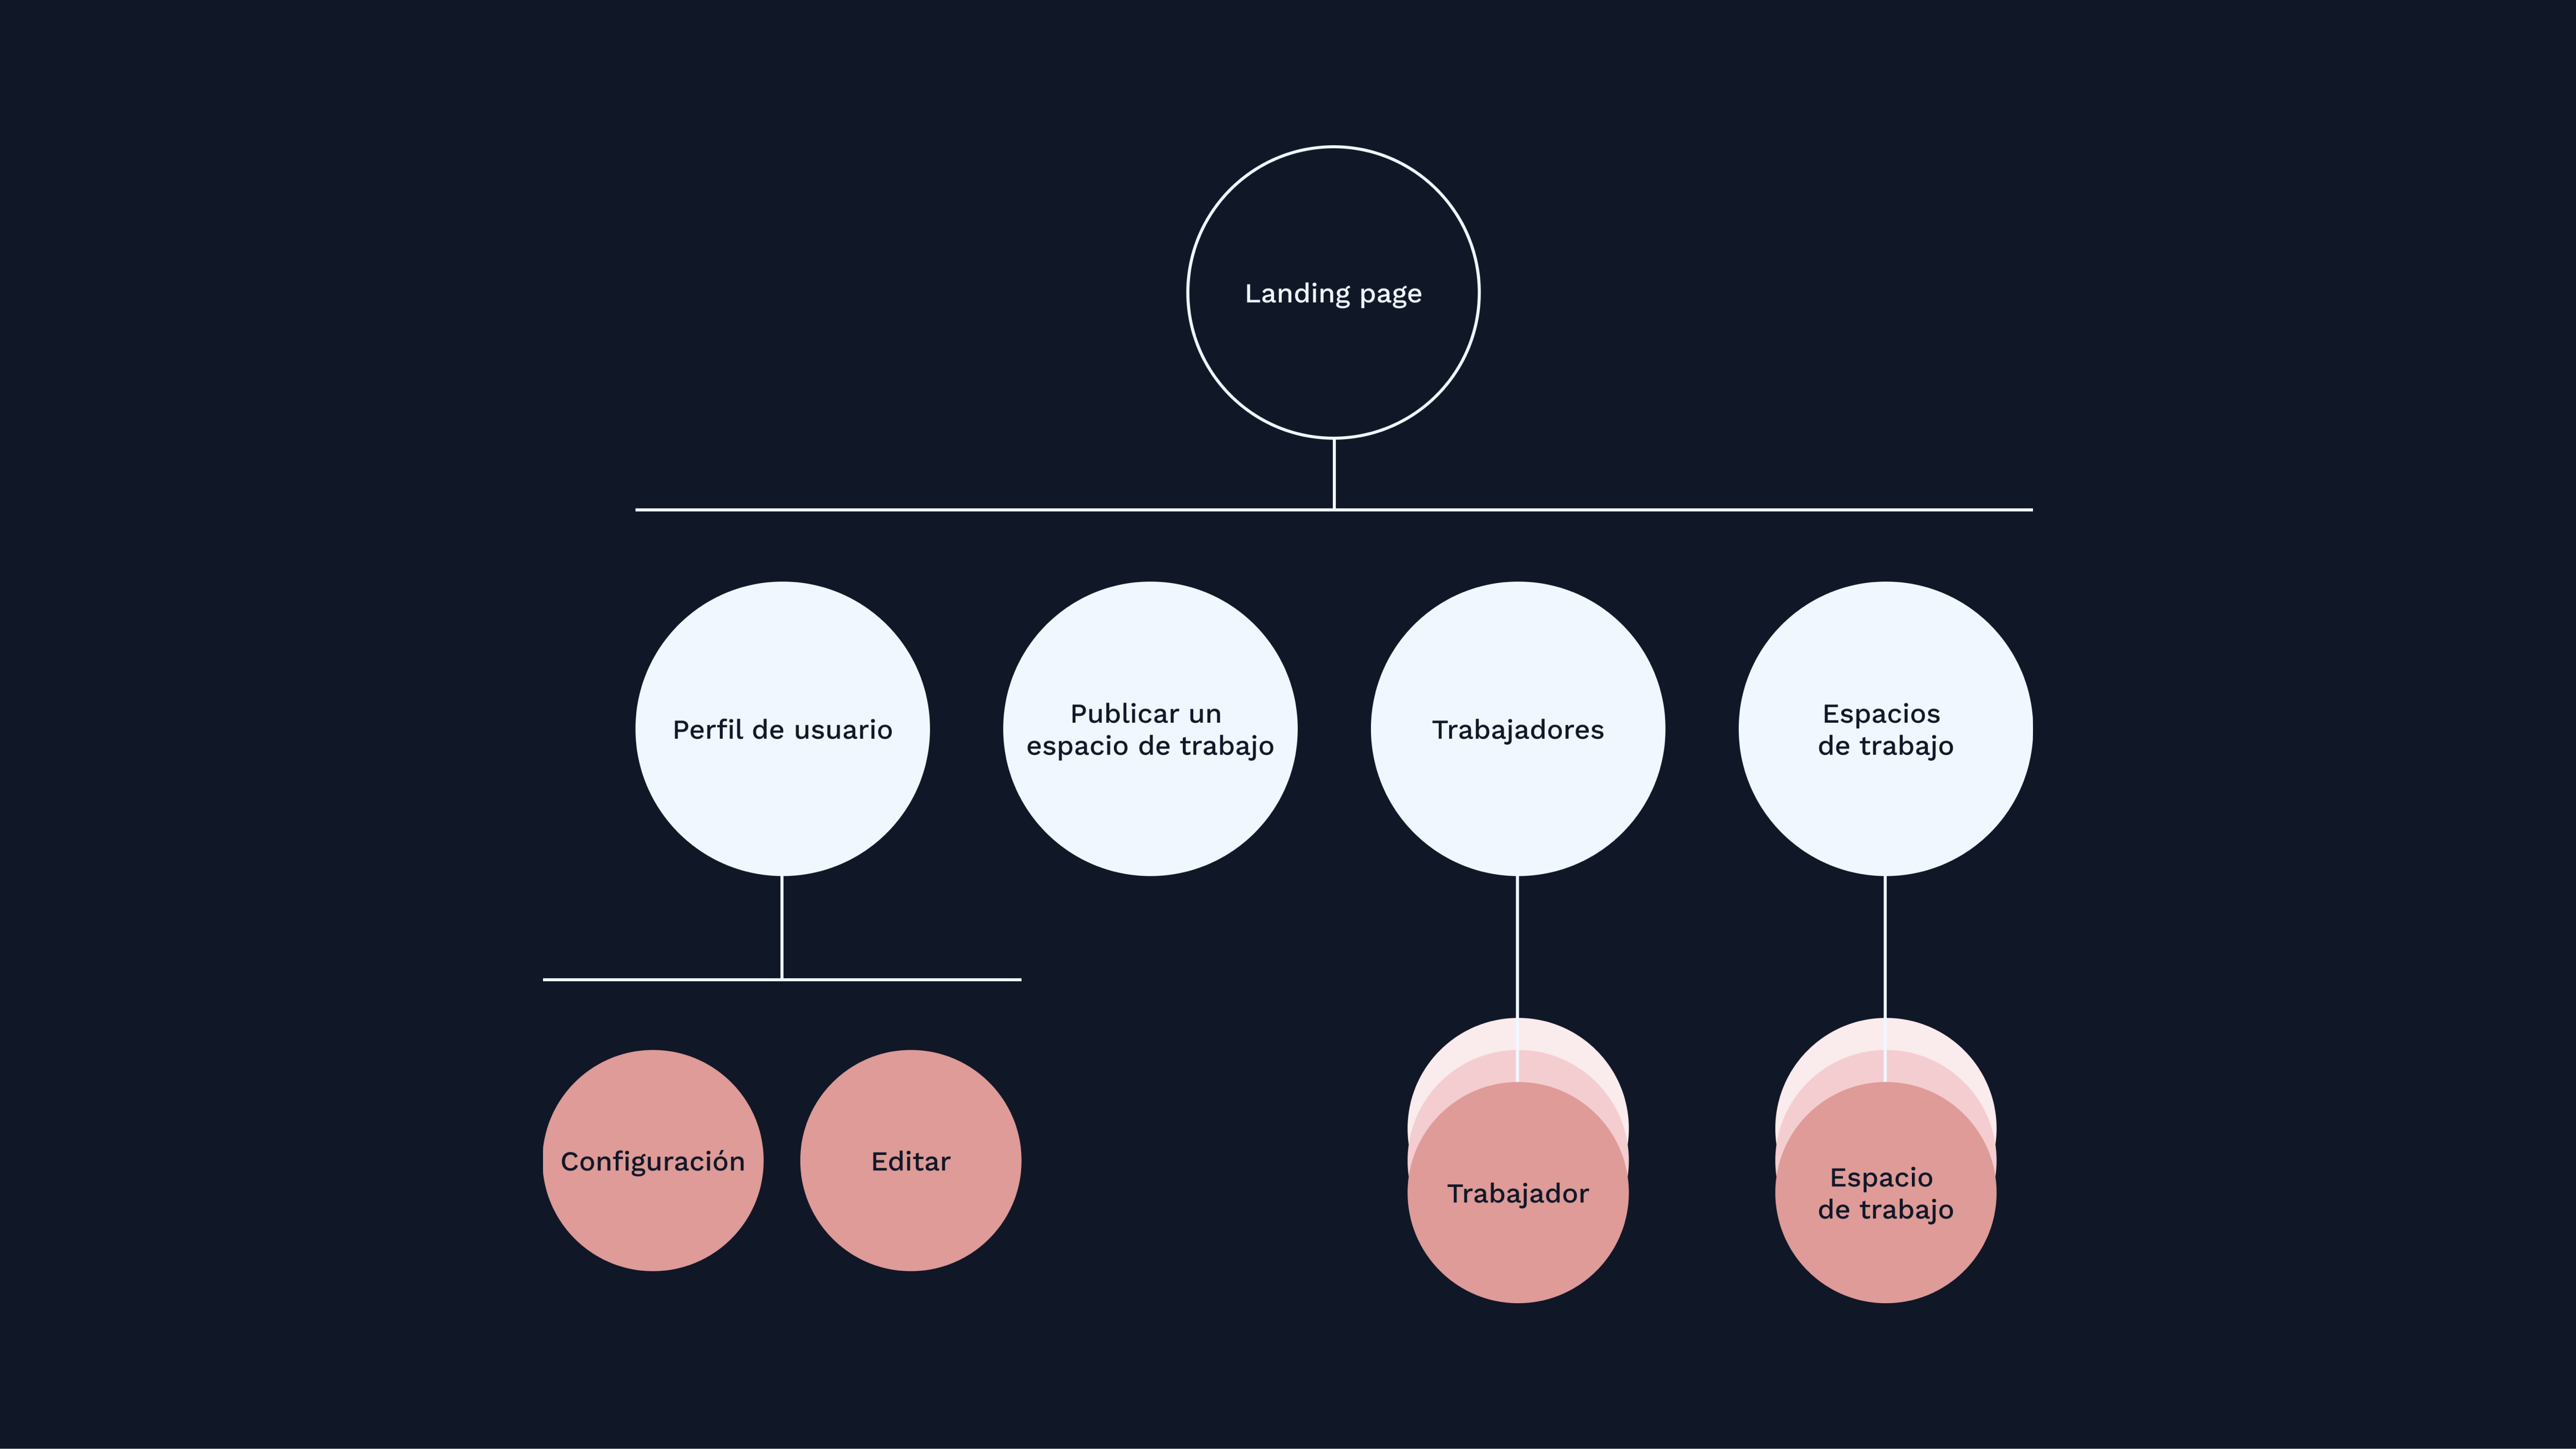 Landing page
Perfil de usuario
Publicar un
espacio de trabajo
Trabajadores
Espacios
de trabajo
Configuración
Editar
Trabajador
Espacio
de trabajo